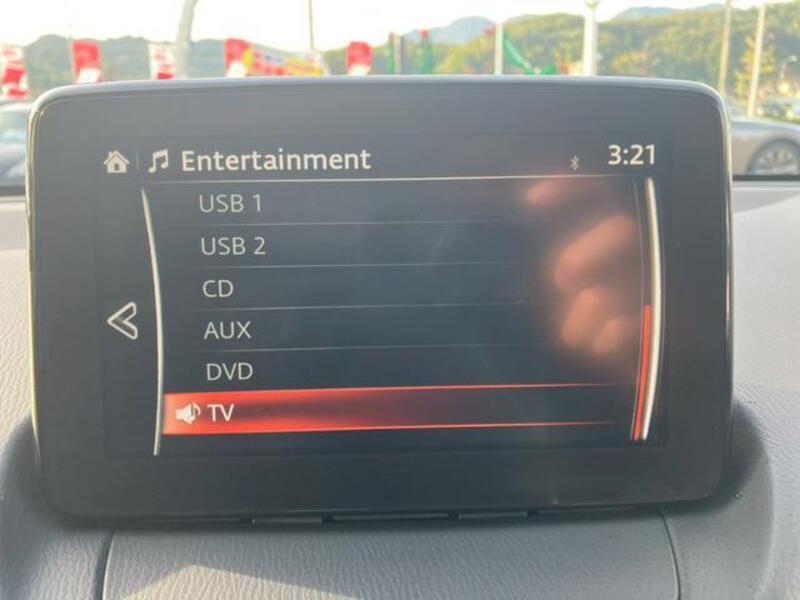 Entertainment 3:21
USB 1
USB 2
CD
AUX
DVD
TV